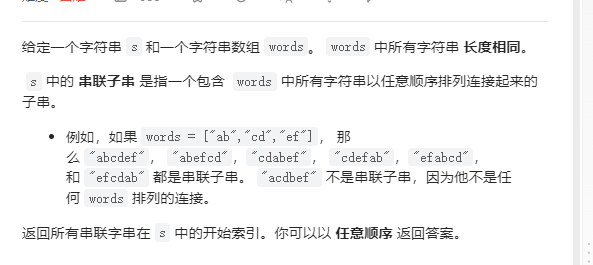 给定一个字符串 s 和一个字符串数组 words。 words 中所有字符串 长度相同。
s 中的 串联子串 是指一个包含 words 中所有字符串以任意顺序排列连接起来的
子串。
• 例如，如果 words = ["ab","cd","ef"]， 那
么 "abcdef"， "abefcd"，"cdabef"， "cdefab"，"efabcd"，
和 "efcdab" 都是串联子串。 "acdbef" 不是串联子串，因为他不是任
何 words 排列的连接。
返回所有串联字串在 s 中的开始索引。你可以以 任意顺序 返回答案。